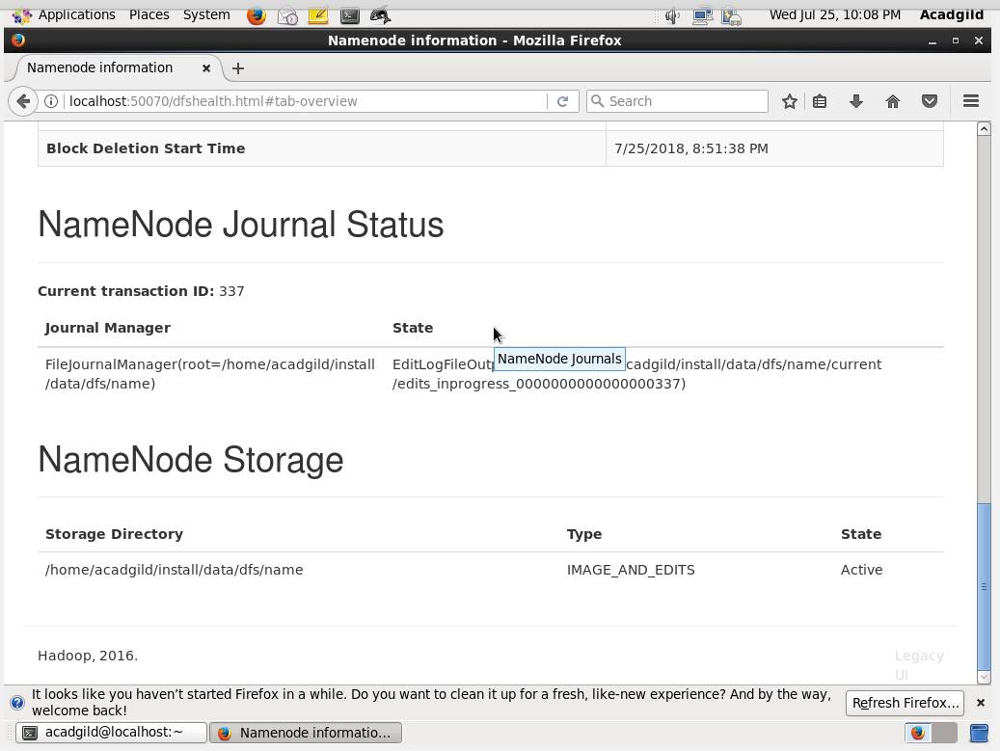 Applications Places System Wed Jul 25, 10:08 PM Acadgild
Namenode information - Mozilla Firefox
Namenode information
localhost:50070/dfshealth.html#tab-overview Search
Block Deletion Start Time 7/25/2018, 8:51:38 PM
NameNode Journal Status
Current transaction ID: 337
Journal Manager State
NameNode Journals
FileJournalManager(root=/home/acadgild/install EditLogFileOutp cadgild/install/data/dfs/name/current
/data/dfs/name) /edits_inprogress_0000000000000000337)
NameNode Storage
Storage Directory Type State
/home/acadgild/install/data/dfs/name IMAGE_AND_EDITS Active
Hadoop, 2016. Legacy
UI
It looks like you haven’t started Firefox in a while. Do you want to clean it up for a fresh, like-new experience? And by the way,
welcome back! Refresh Firefox...
acadgild@localhost:~ Namenode informatio...